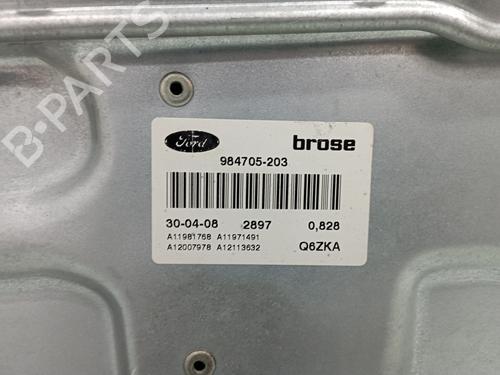 B-PARTS
Ford brose
984705-203
30-04-08 2897 0,828
A11981768 A11971491
A12007978 A12113632 Q6ZKA